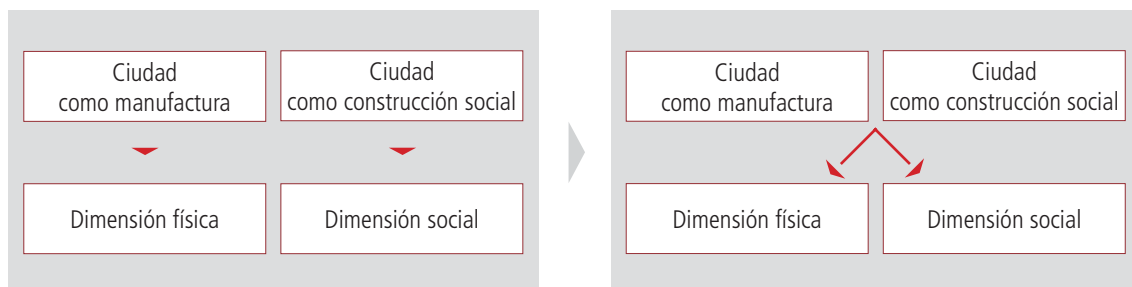 Ciudad
como manufactura
Ciudad
como construcción social
Dimensión física
Dimensión social
Ciudad
como manufactura
Ciudad
como construcción social
Dimensión física
Dimensión social